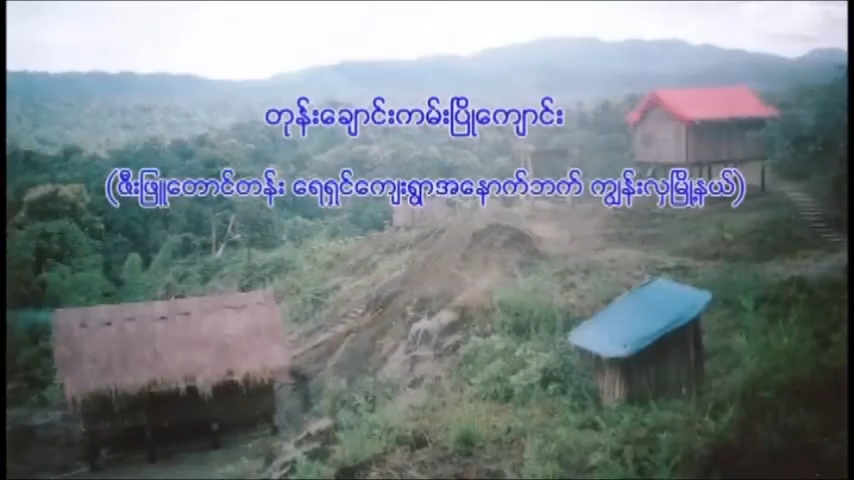 တုန်းချောင်းကမ်းပြိုကျောင်း
(ဇီးဖြူတောင်တန်း ရေရှင်ကျေးရွာအနောက်ဘက် ကျွန်းလှမြို့နယ်)